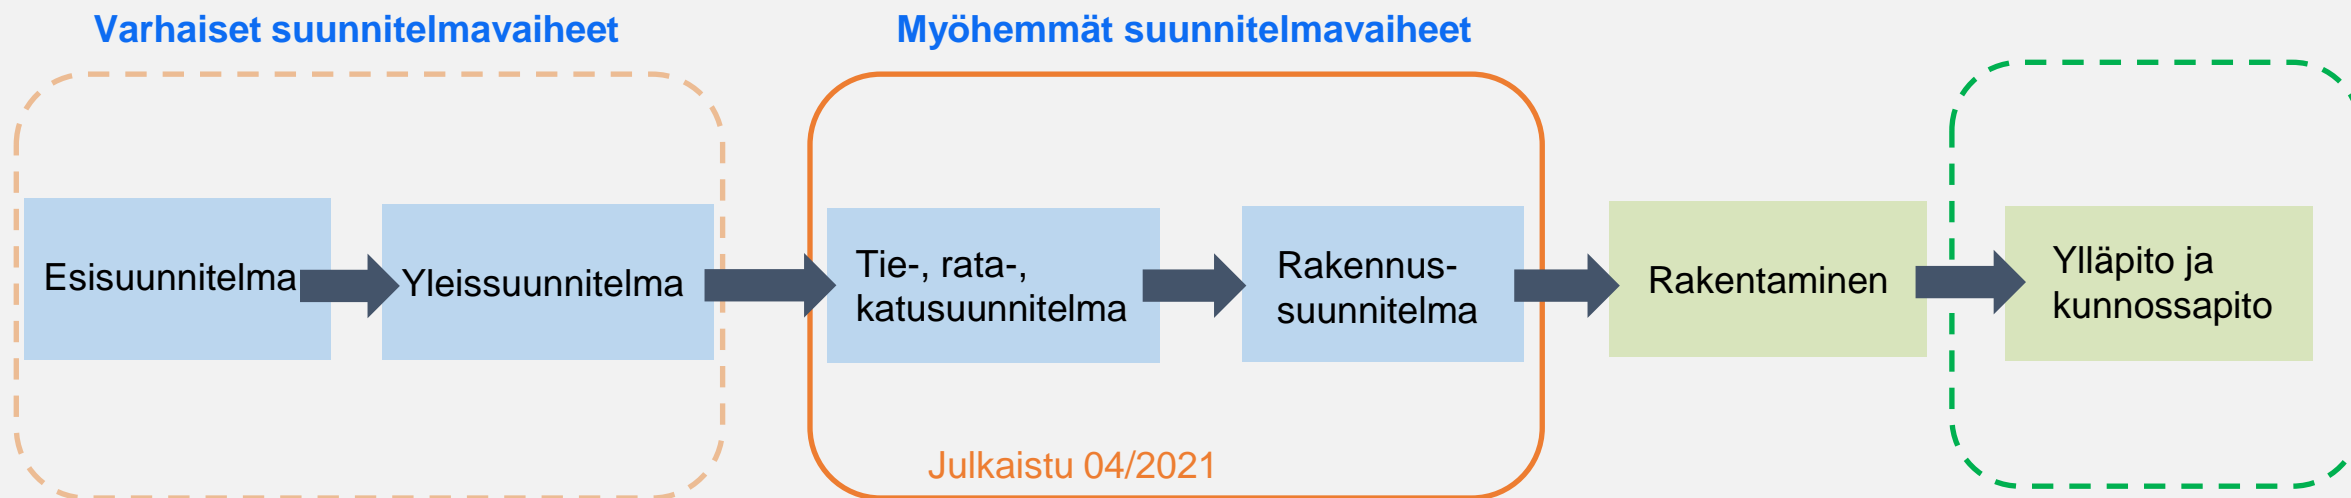 Varhaiset suunnitelmavaiheet
Myöhemmät suunnitelmavaiheet
Esisuunnitelma
Yleissuunnitelma
Tie-, rata-,
katusuunnitelma
Rakennus-
suunnitelma
Rakentaminen
Ylläpito ja
kunnossapito
Julkaistu 04/2021